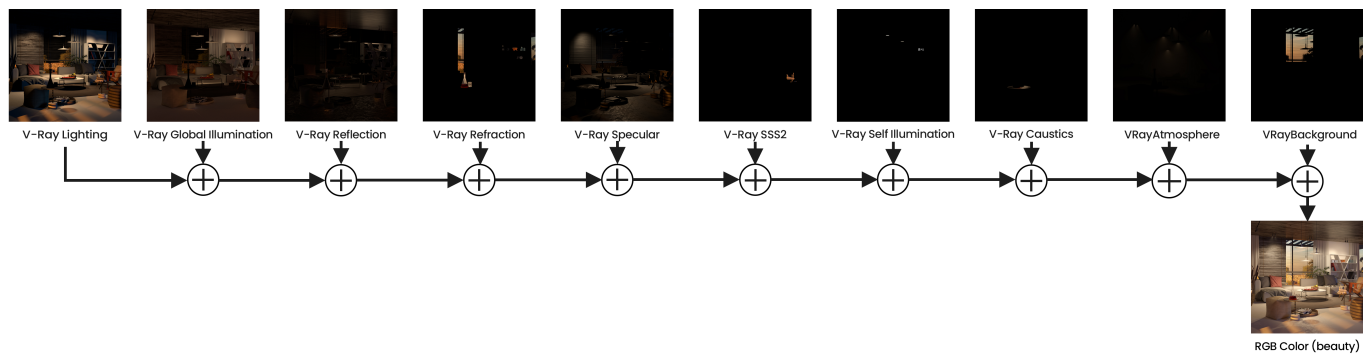 V-Ray Lighting
V-Ray Global Illumination
V-Ray Reflection
V-Ray Refraction
V-Ray Specular
V-Ray SSS2
V-Ray Self Illumination
V-Ray Caustics
VRayAtmosphere
VRayBackground
RGB Color (beauty)